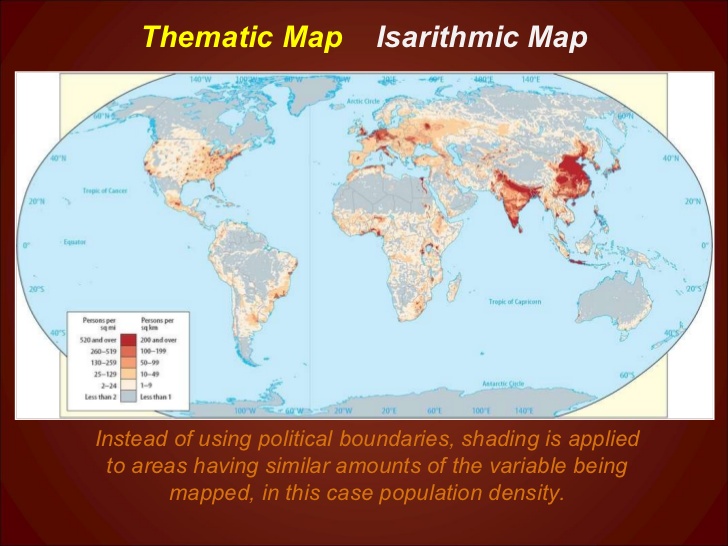 Thematic Map Isarithmic Map
140°W 20°E 60°E 140°E
Arctic Circle
60°N 60°N
40°N 40°N
Tropic of Cancer
20°N 20°N
0° Equator 0°
20°S 20°S
Tropic of Capricorn
40°S 40°S
60°S
Antarctic Circle
100°W 60°W 20°W 20°E 60°E 100°E 140°E
Persons per Persons per
sq mi sq km
520 and over 200 and over
260–519 100–199
130–259 50–99
25–129 10–49
2–24 1–9
Less than 2 Less than 1
Instead of using political boundaries, shading is applied
to areas having similar amounts of the variable being
mapped, in this case population density.